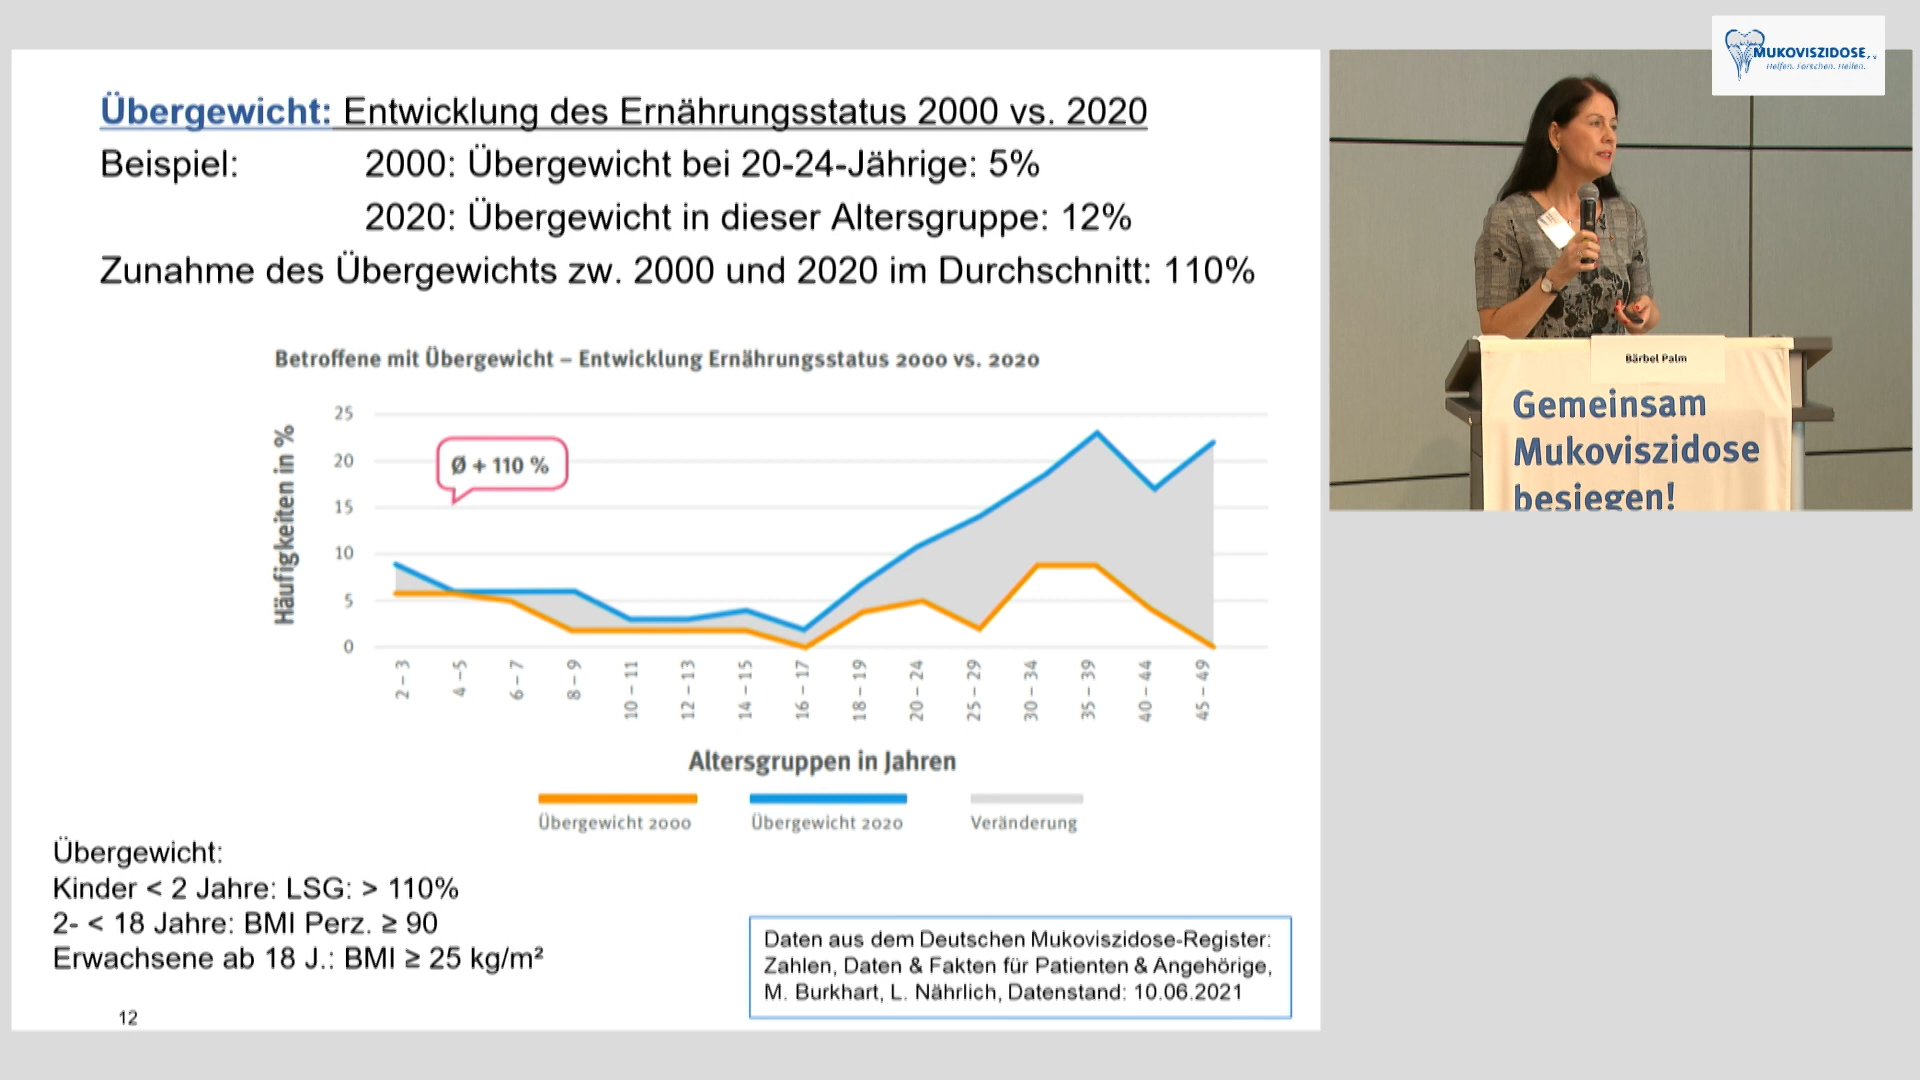 Übergewicht: Entwicklung des Ernährungsstatus 2000 vs. 2020
Beispiel: 2000: Übergewicht bei 20-24-Jährige: 5%
2020: Übergewicht in dieser Altersgruppe: 12%
Zunahme des Übergewichts zw. 2000 und 2020 im Durchschnitt: 110%
Betroffene mit Übergewicht – Entwicklung Ernährungsstatus 2000 vs. 2020
Häufigkeiten in %
25
20
15
10
5
0
Ø + 110 %
2 – 3
4 –5
6 – 7
8 – 9
10 – 11
12 – 13
14 – 15
16 – 17
18 – 19
20 – 24
25 – 29
30 – 34
35 – 39
40 – 44
45 – 49
Altersgruppen in Jahren
Übergewicht 2000
Übergewicht 2020
Veränderung
Übergewicht:
Kinder < 2 Jahre: LSG: > 110%
2- < 18 Jahre: BMI Perz. ≥ 90
Erwachsene ab 18 J.: BMI ≥ 25 kg/m²
Daten aus dem Deutschen Mukoviszidose-Register:
Zahlen, Daten & Fakten für Patienten & Angehörige,
M. Burkhart, L. Nährlich, Datenstand: 10.06.2021
12
MUKOVISZIDOSE
Helfen. Forschen. Heilen.
Bärbel Palm
Gemeinsam
Mukoviszidose
besiegen!